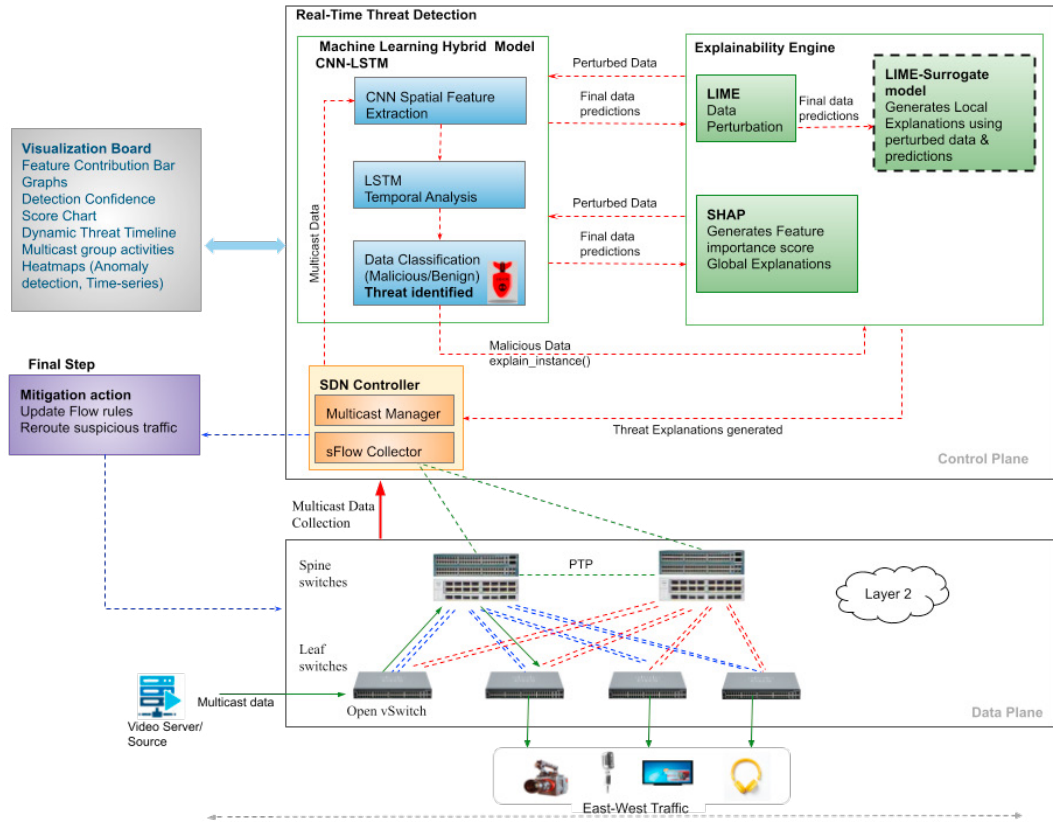 Real-Time Threat Detection
Machine Learning Hybrid Model
CNN-LSTM
CNN Spatial Feature
Extraction
LSTM
Temporal Analysis
Data Classification
(Malicious/Benign)
Threat identified
Multicast Data
Perturbed Data
Final data
predictions
Perturbed Data
Final data
predictions
Explainability Engine
LIME
Data
Perturbation
Final data
predictions
LIME-Surrogate
model
Generates Local
Explanations using
perturbed data &
predictions
SHAP
Generates Feature
importance score
Global Explanations
Malicious Data
explain_instance()
Visualization Board
Feature Contribution Bar
Graphs
Detection Confidence
Score Chart
Dynamic Threat Timeline
Multicast group activities
Heatmaps (Anomaly
detection, Time-series)
Final Step
Mitigation action
Update Flow rules
Reroute suspicious traffic
SDN Controller
Multicast Manager
sFlow Collector
Threat Explanations generated
Control Plane
Multicast Data
Collection
Spine
switches
PTP
Layer 2
Leaf
switches
Open vSwitch
Data Plane
Multicast data
Video Server/
Source
East-West Traffic